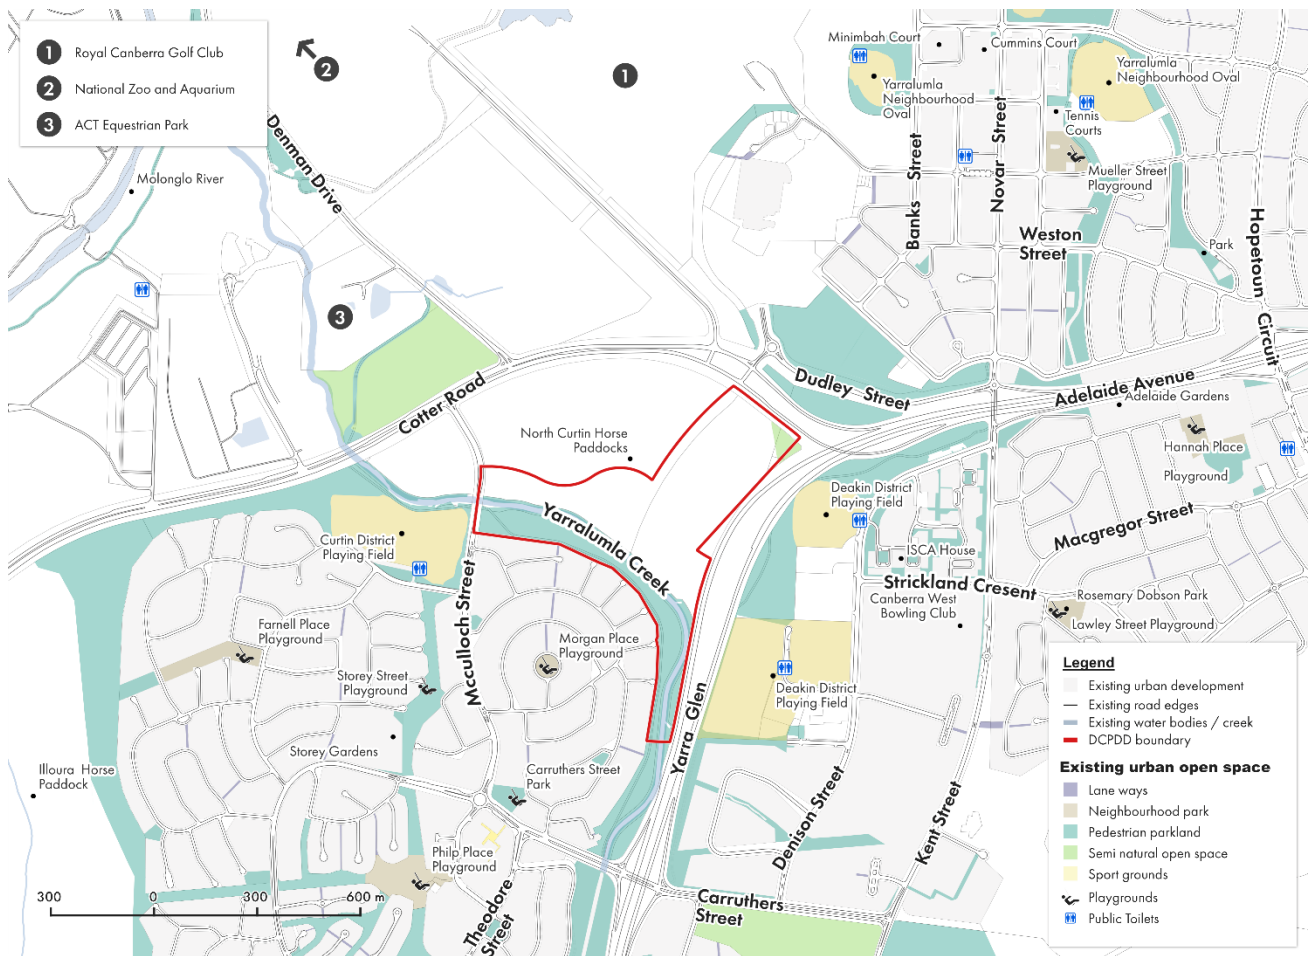 1 Royal Canberra Golf Club
2 National Zoo and Aquarium
3 ACT Equestrian Park
2
1
3
Denman Drive
Molonglo River
Minimbah Court
Cummins Court
Yarralumla
Neighbourhood
Oval
Yarralumla
Neighbourhood Oval
Tennis
Courts
Mueller Street
Playground
Banks Street
Novar Street
Weston
Street
Park
Hopetoun Circuit
Dudley Street
Adelaide Avenue
Adelaide Gardens
Hannah Place
Playground
Cotter Road
North Curtin Horse
Paddocks
Deakin District
Playing Field
Macgregor Street
Curtin District
Playing Field
Yarralumla Creek
ISCA House
Strickland Cresent
Canberra West
Bowling Club
Rosemary Dobson Park
Lawley Street Playground
Mcculloch Street
Farnell Place
Playground
Morgan Place
Playground
Storey Street
Playground
Deakin District
Playing Field
Yarra Glen
Storey Gardens
Illoura Horse
Paddock
Carruthers Street
Park
Denison Street
Kent Street
Philp Place
Playground
Theodore
Street
Carruthers
Street
300 0 300 600 m
Legend
Existing urban development
Existing road edges
Existing water bodies / creek
DCPDD boundary
Existing urban open space
Lane ways
Neighbourhood park
Pedestrian parkland
Semi natural open space
Sport grounds
Playgrounds
Public Toilets